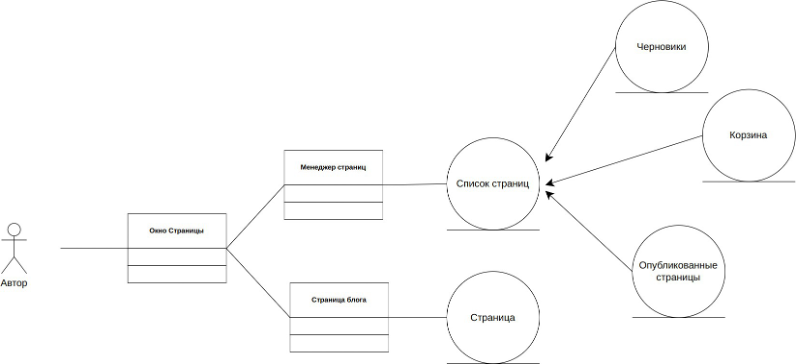 Черновики
Корзина
Менеджер страниц
Список страниц
Окно Страницы
Опубликованные
страницы
Автор
Страница блога
Страница